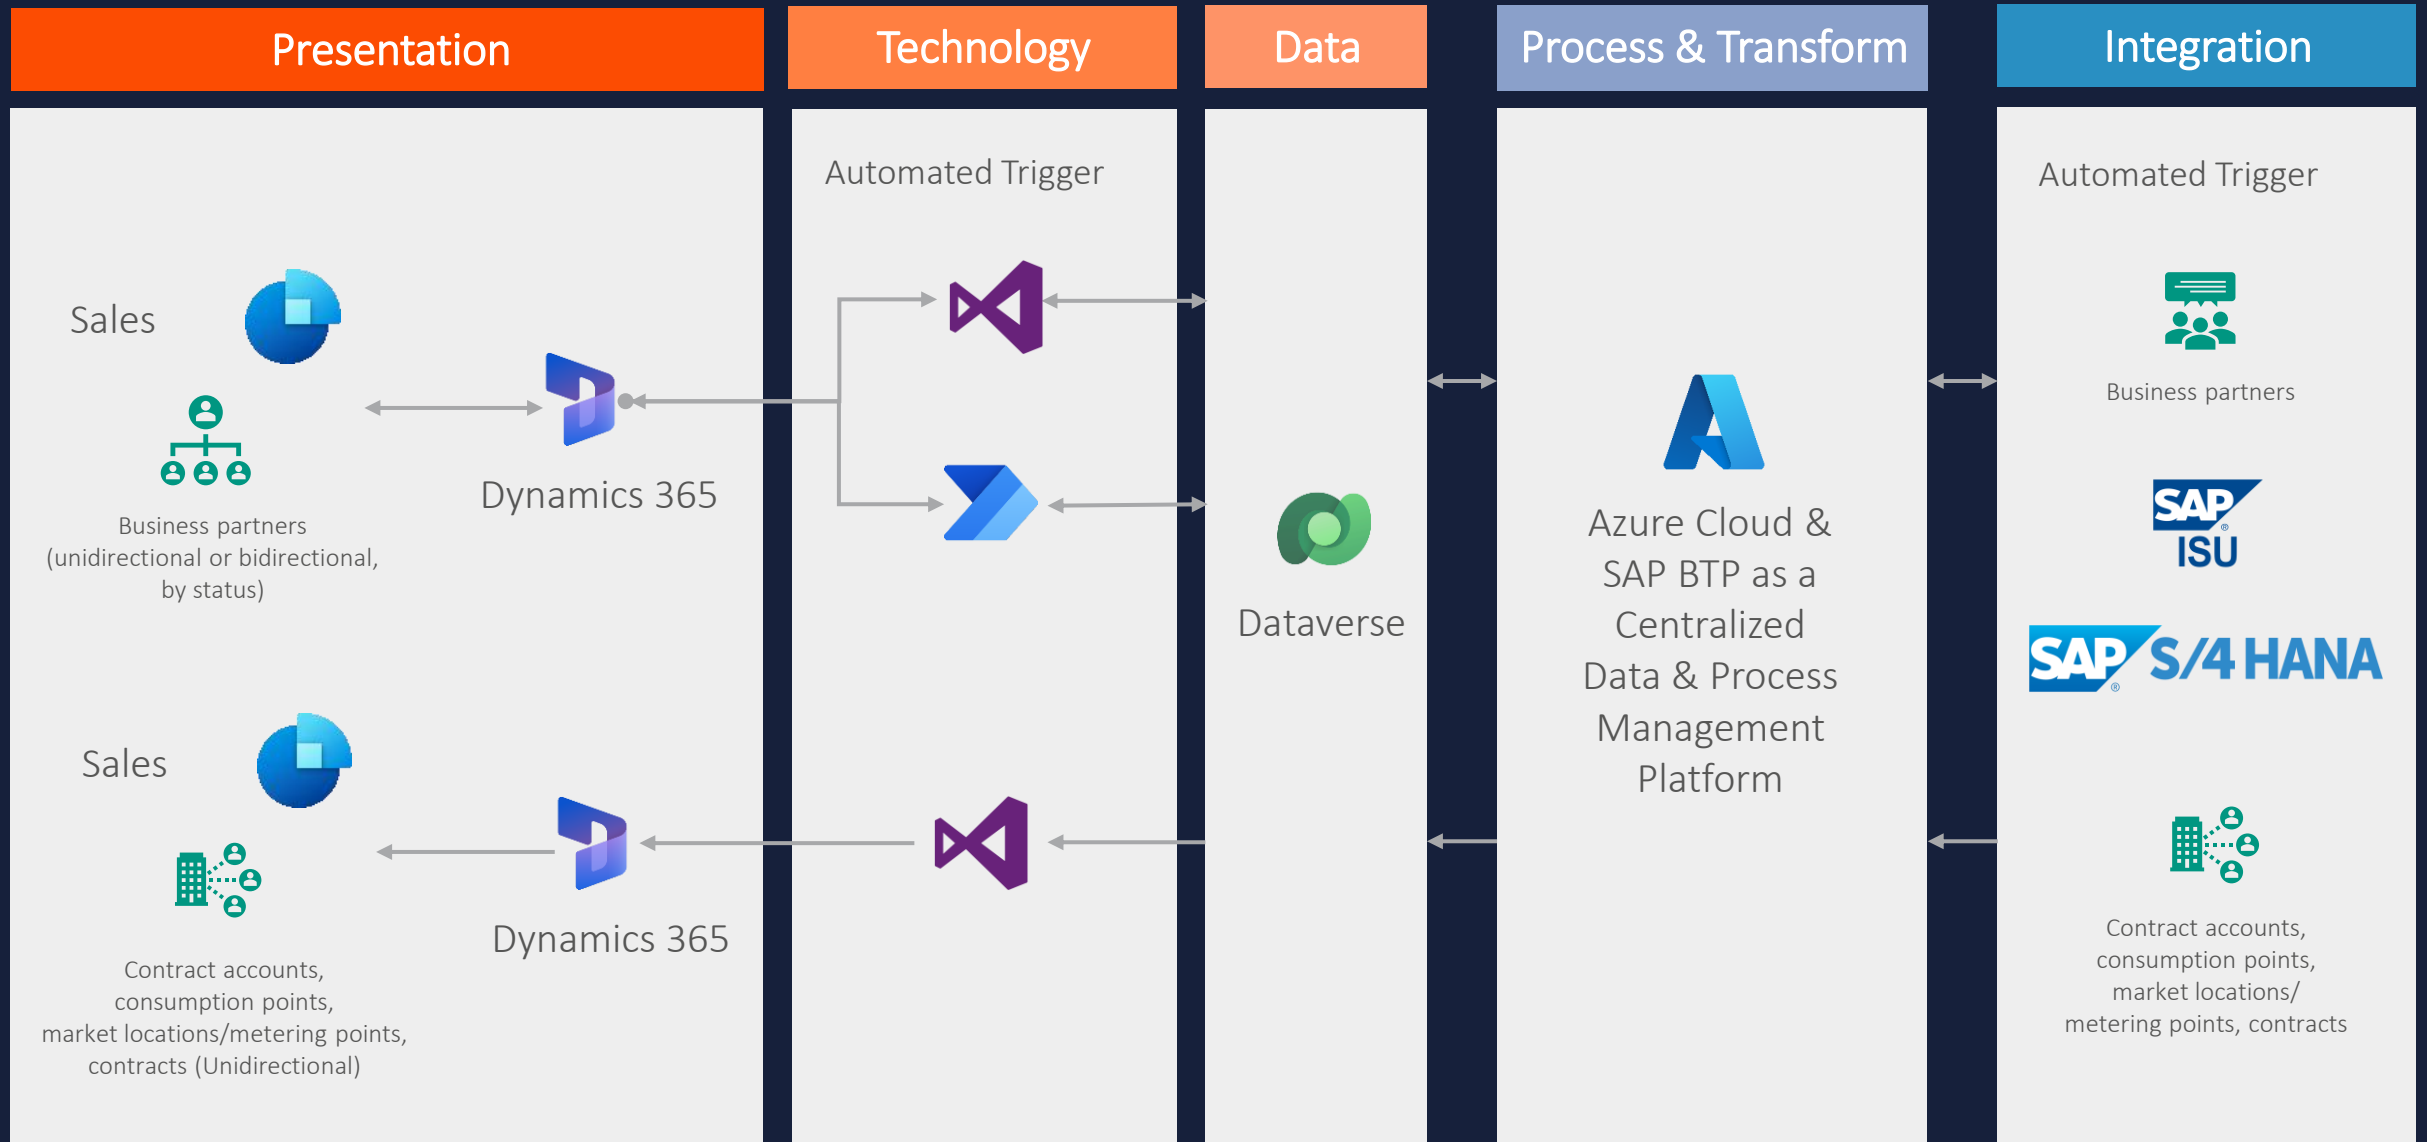 Presentation
Technology
Data
Process & Transform
Integration
Sales
Business partners
(unidirectional or bidirectional,
by status)
Dynamics 365
Sales
Contract accounts,
consumption points,
market locations/metering points,
contracts (Unidirectional)
Dynamics 365
Automated Trigger
Dataverse
Azure Cloud &
SAP BTP as a
Centralized
Data & Process
Management
Platform
Automated Trigger
Business partners
SAP®
ISU
SAP® S/4HANA
Contract accounts,
consumption points,
market locations/
metering points, contracts